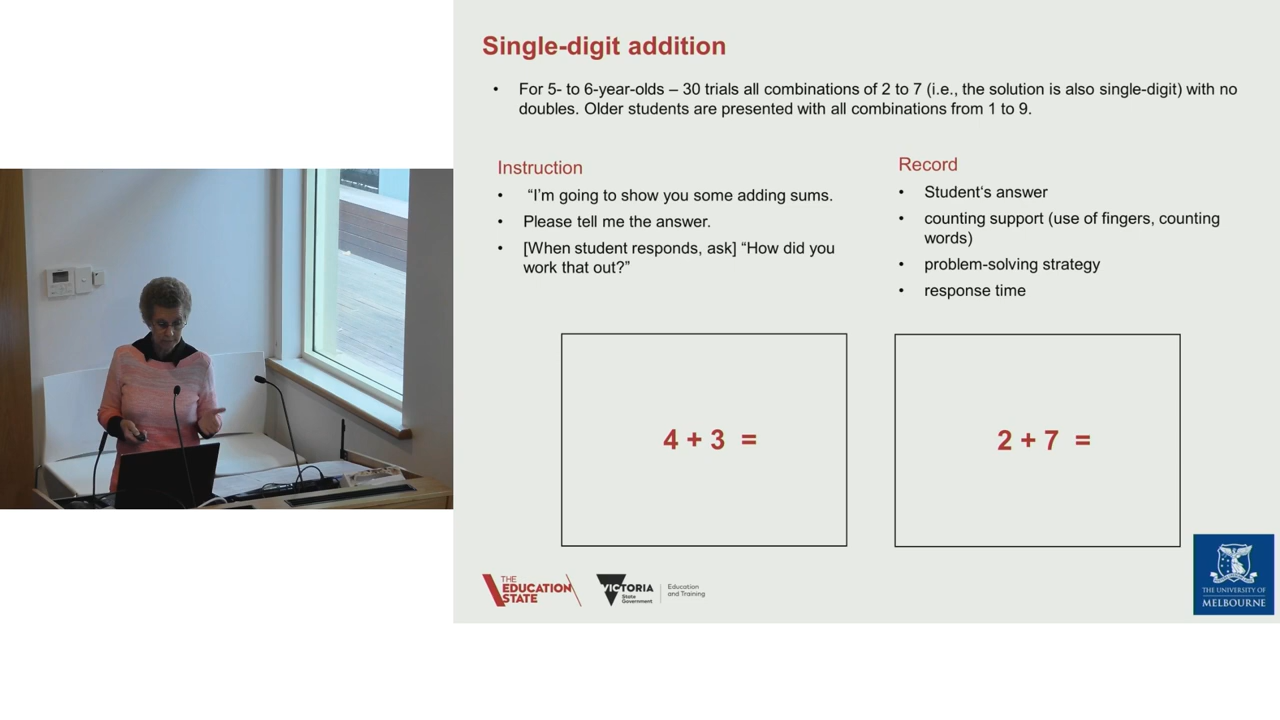 Single-digit addition
• For 5- to 6-year-olds – 30 trials all combinations of 2 to 7 (i.e., the solution is also single-digit) with no
doubles. Older students are presented with all combinations from 1 to 9.
Instruction
• “I’m going to show you some adding sums.
• Please tell me the answer.
• [When student responds, ask] “How did you
work that out?”
Record
• Student‘s answer
• counting support (use of fingers, counting
words)
• problem-solving strategy
• response time
4 + 3 =
2 + 7 =
THE
EDUCATION
STATE
VICTORIA
State
Government
Education
and Training
THE UNIVERSITY OF
MELBOURNE